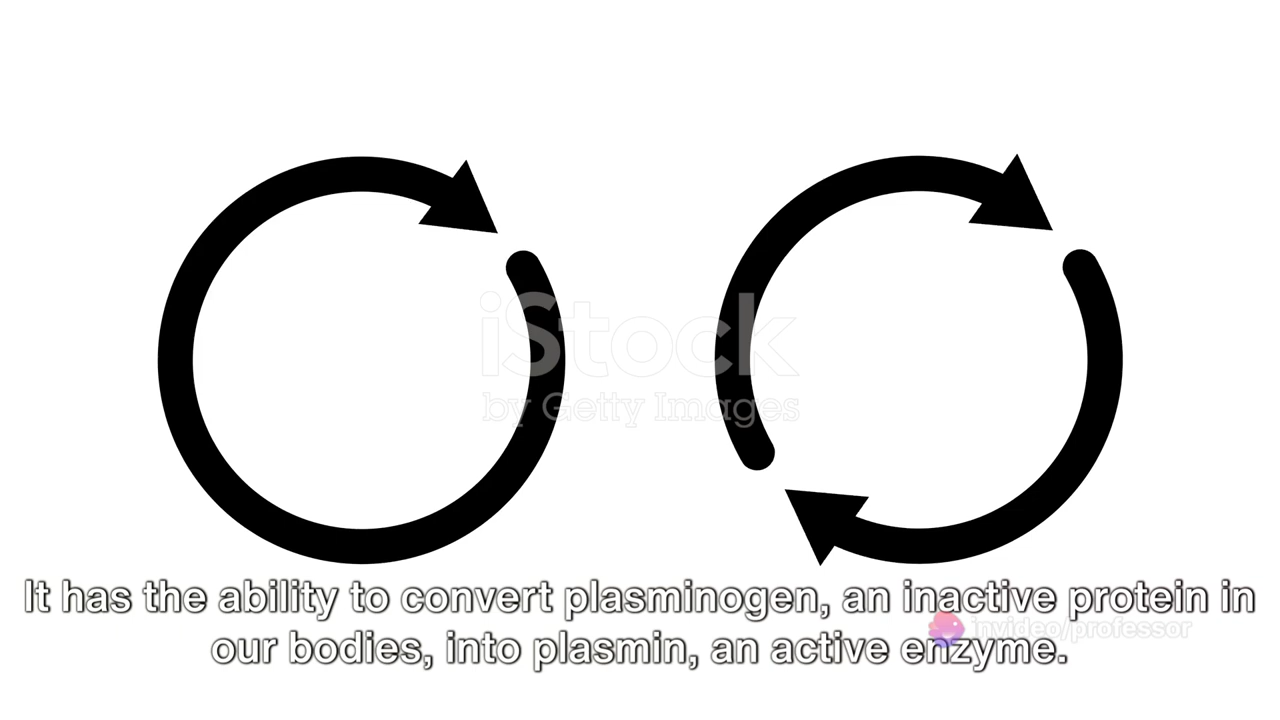 iStock
by Getty Images
It has the ability to convert plasminogen, an inactive protein in
invideo/professor
our bodies, into plasmin, an active enzyme.